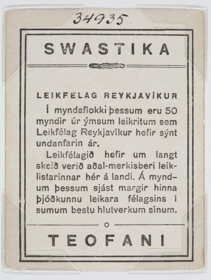 34935
SWASTIKA
LEIKFELAG REYKJAVÍKUR
Í myndaflokki þessum eru 50
myndir úr ýmsum leikritum sem
Leikfélag Reykjavíkur hefir sýnt
undanfarin ár.
Leikfélagið hefir um langt
skeið verið aðal-merkisberi leik-
listarinnar hér á landi. Á mynd-
um þessum sjást margir hinna
þjóðkunnu leikara félagsins í
sumum bestu hlutverkum sínum.
TEOFANI